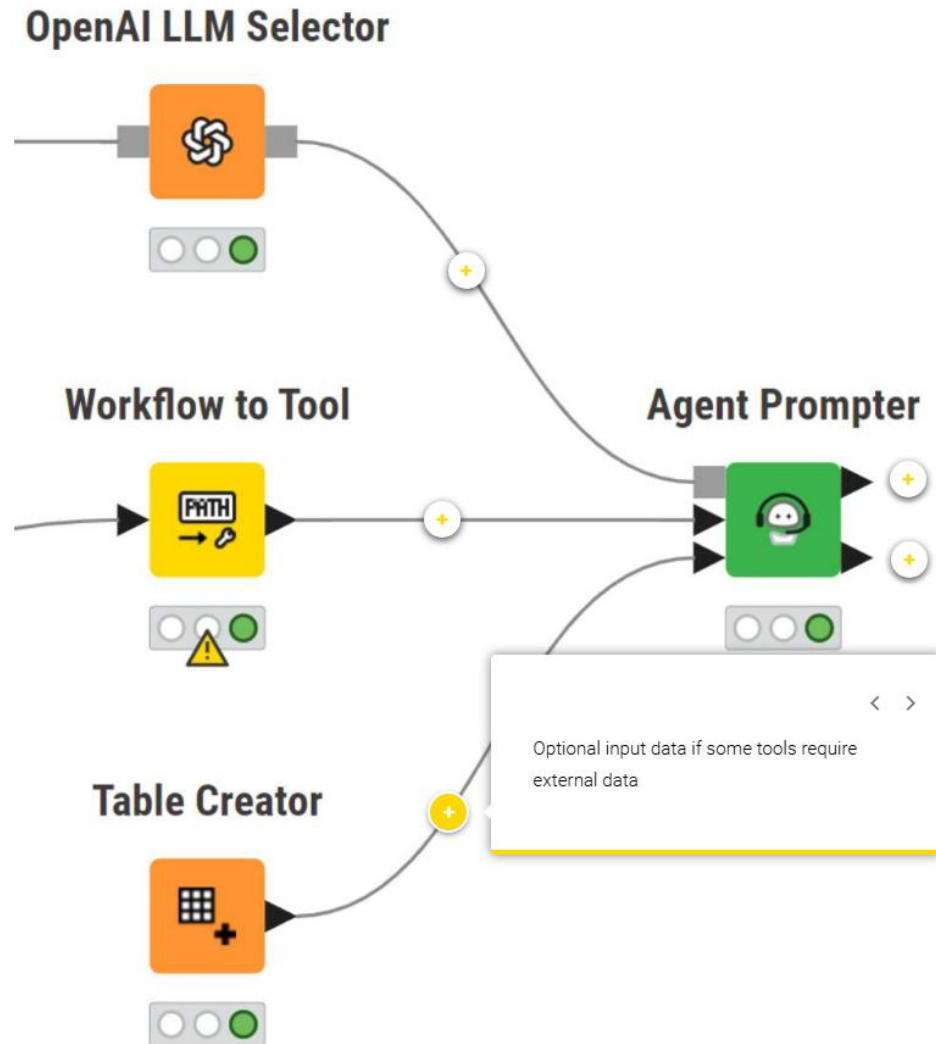 OpenAI LLM Selector
Workflow to Tool
Agent Prompter
PATH
Optional input data if some tools require
external data
Table Creator